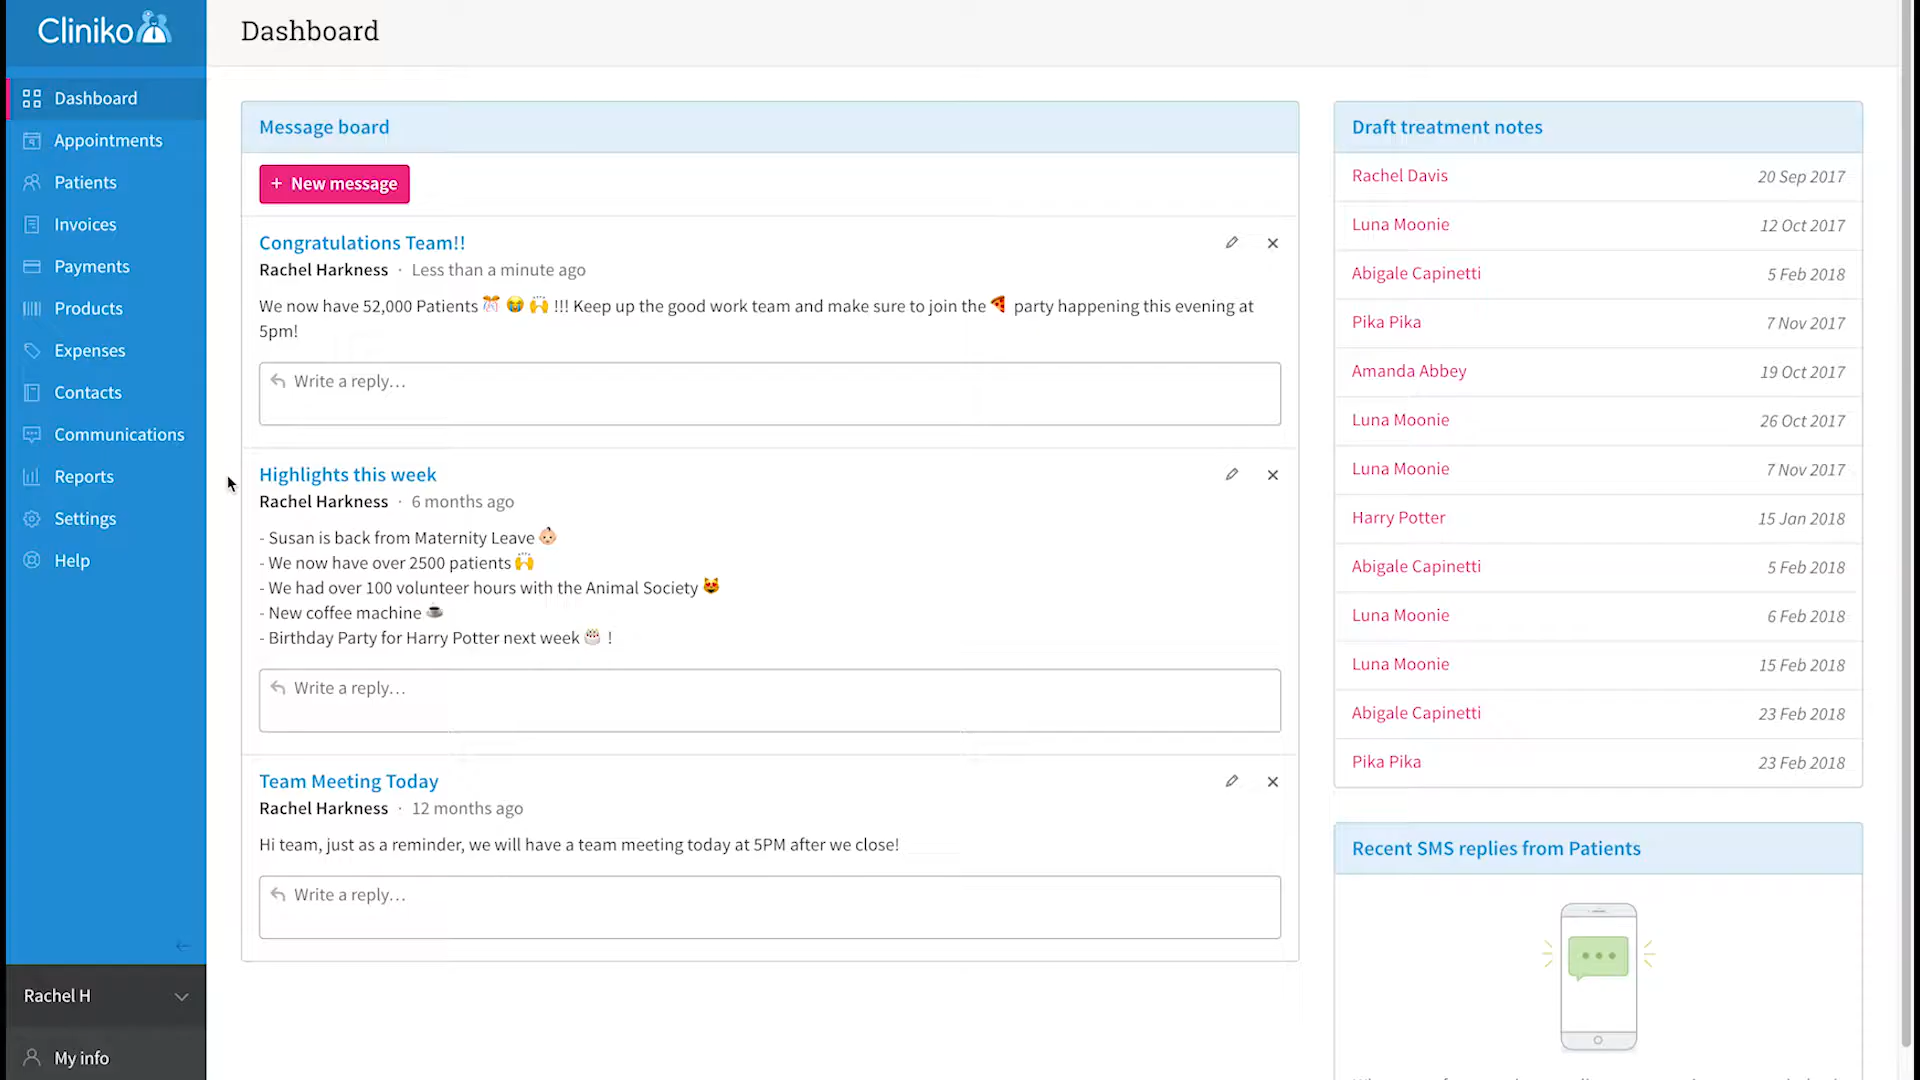 Cliniko
Dashboard
Dashboard
Appointments
Patients
Invoices
Payments
Products
Expenses
Contacts
Communications
Reports
Settings
Help
Rachel H
My info
Message board
+ New message
Congratulations Team!!
Rachel Harkness · Less than a minute ago
We now have 52,000 Patients 🎊 😭 🙌 !!! Keep up the good work team and make sure to join the 🍕 party happening this evening at
5pm!
Write a reply…
Highlights this week
Rachel Harkness · 6 months ago
- Susan is back from Maternity Leave 👶
- We now have over 2500 patients 🙌
- We had over 100 volunteer hours with the Animal Society 😻
- New coffee machine ☕
- Birthday Party for Harry Potter next week 🎂 !
Write a reply…
Team Meeting Today
Rachel Harkness · 12 months ago
Hi team, just as a reminder, we will have a team meeting today at 5PM after we close!
Write a reply…
Draft treatment notes
Rachel Davis 20 Sep 2017
Luna Moonie 12 Oct 2017
Abigale Capinetti 5 Feb 2018
Pika Pika 7 Nov 2017
Amanda Abbey 19 Oct 2017
Luna Moonie 26 Oct 2017
Luna Moonie 7 Nov 2017
Harry Potter 15 Jan 2018
Abigale Capinetti 5 Feb 2018
Luna Moonie 6 Feb 2018
Luna Moonie 15 Feb 2018
Abigale Capinetti 23 Feb 2018
Pika Pika 23 Feb 2018
Recent SMS replies from Patients